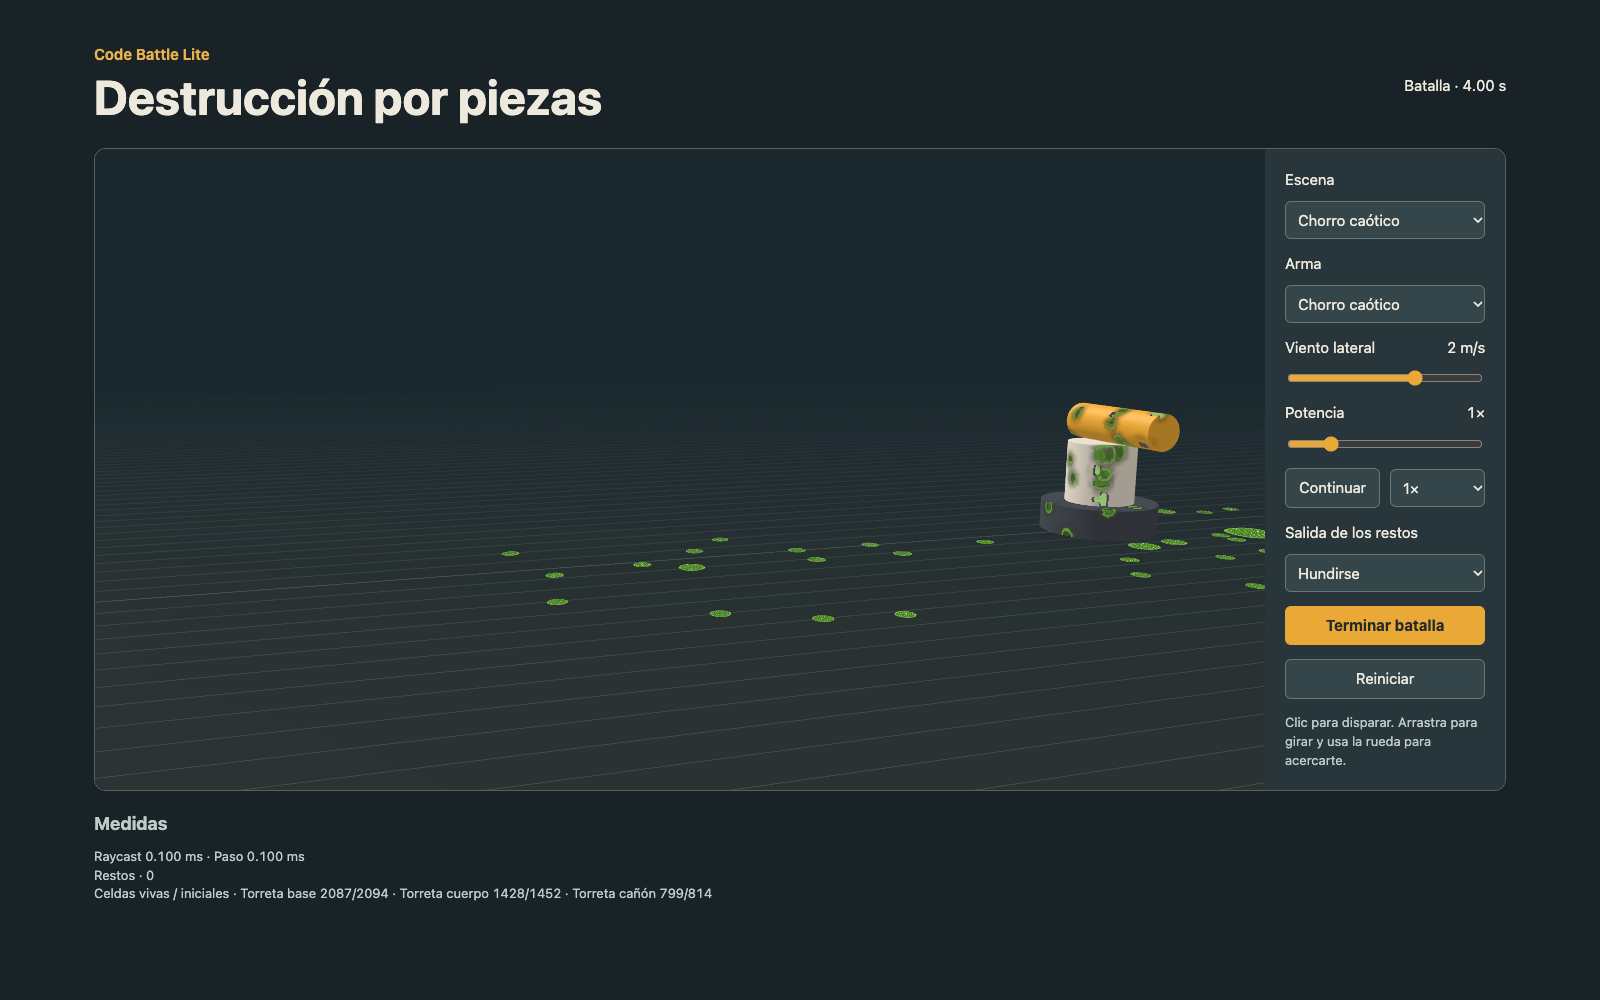 Code Battle Lite
Destrucción por piezas
Batalla · 4.00 s
Escena
Chorro caótico
Arma
Chorro caótico
Viento lateral 2 m/s
Potencia 1×
Continuar 1×
Salida de los restos
Hundirse
Terminar batalla
Reiniciar
Clic para disparar. Arrastra para
girar y usa la rueda para
acercarte.
Medidas
Raycast 0.100 ms · Paso 0.100 ms
Restos · 0
Celdas vivas / iniciales · Torreta base 2087/2094 · Torreta cuerpo 1428/1452 · Torreta cañón 799/814